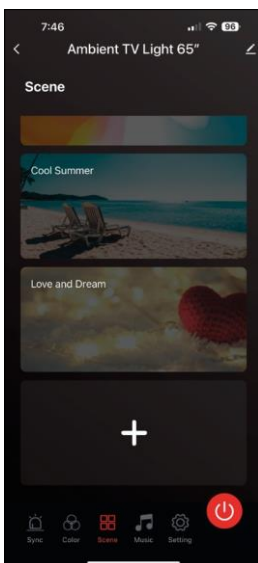 7:46
96
Ambient TV Light 65"
Scene
Cool Summer
Love and Dream
Sync Color Scene Music Setting